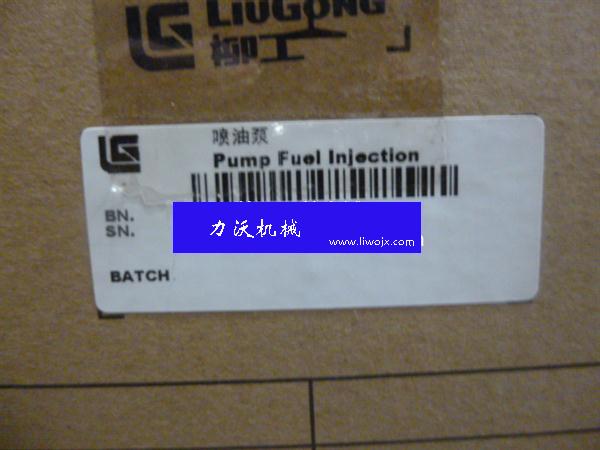 LIUGONG
柳工
喷油泵
Pump Fuel Injection
BN.
SN.
力沃机械
www.liwojx.com
BATCH